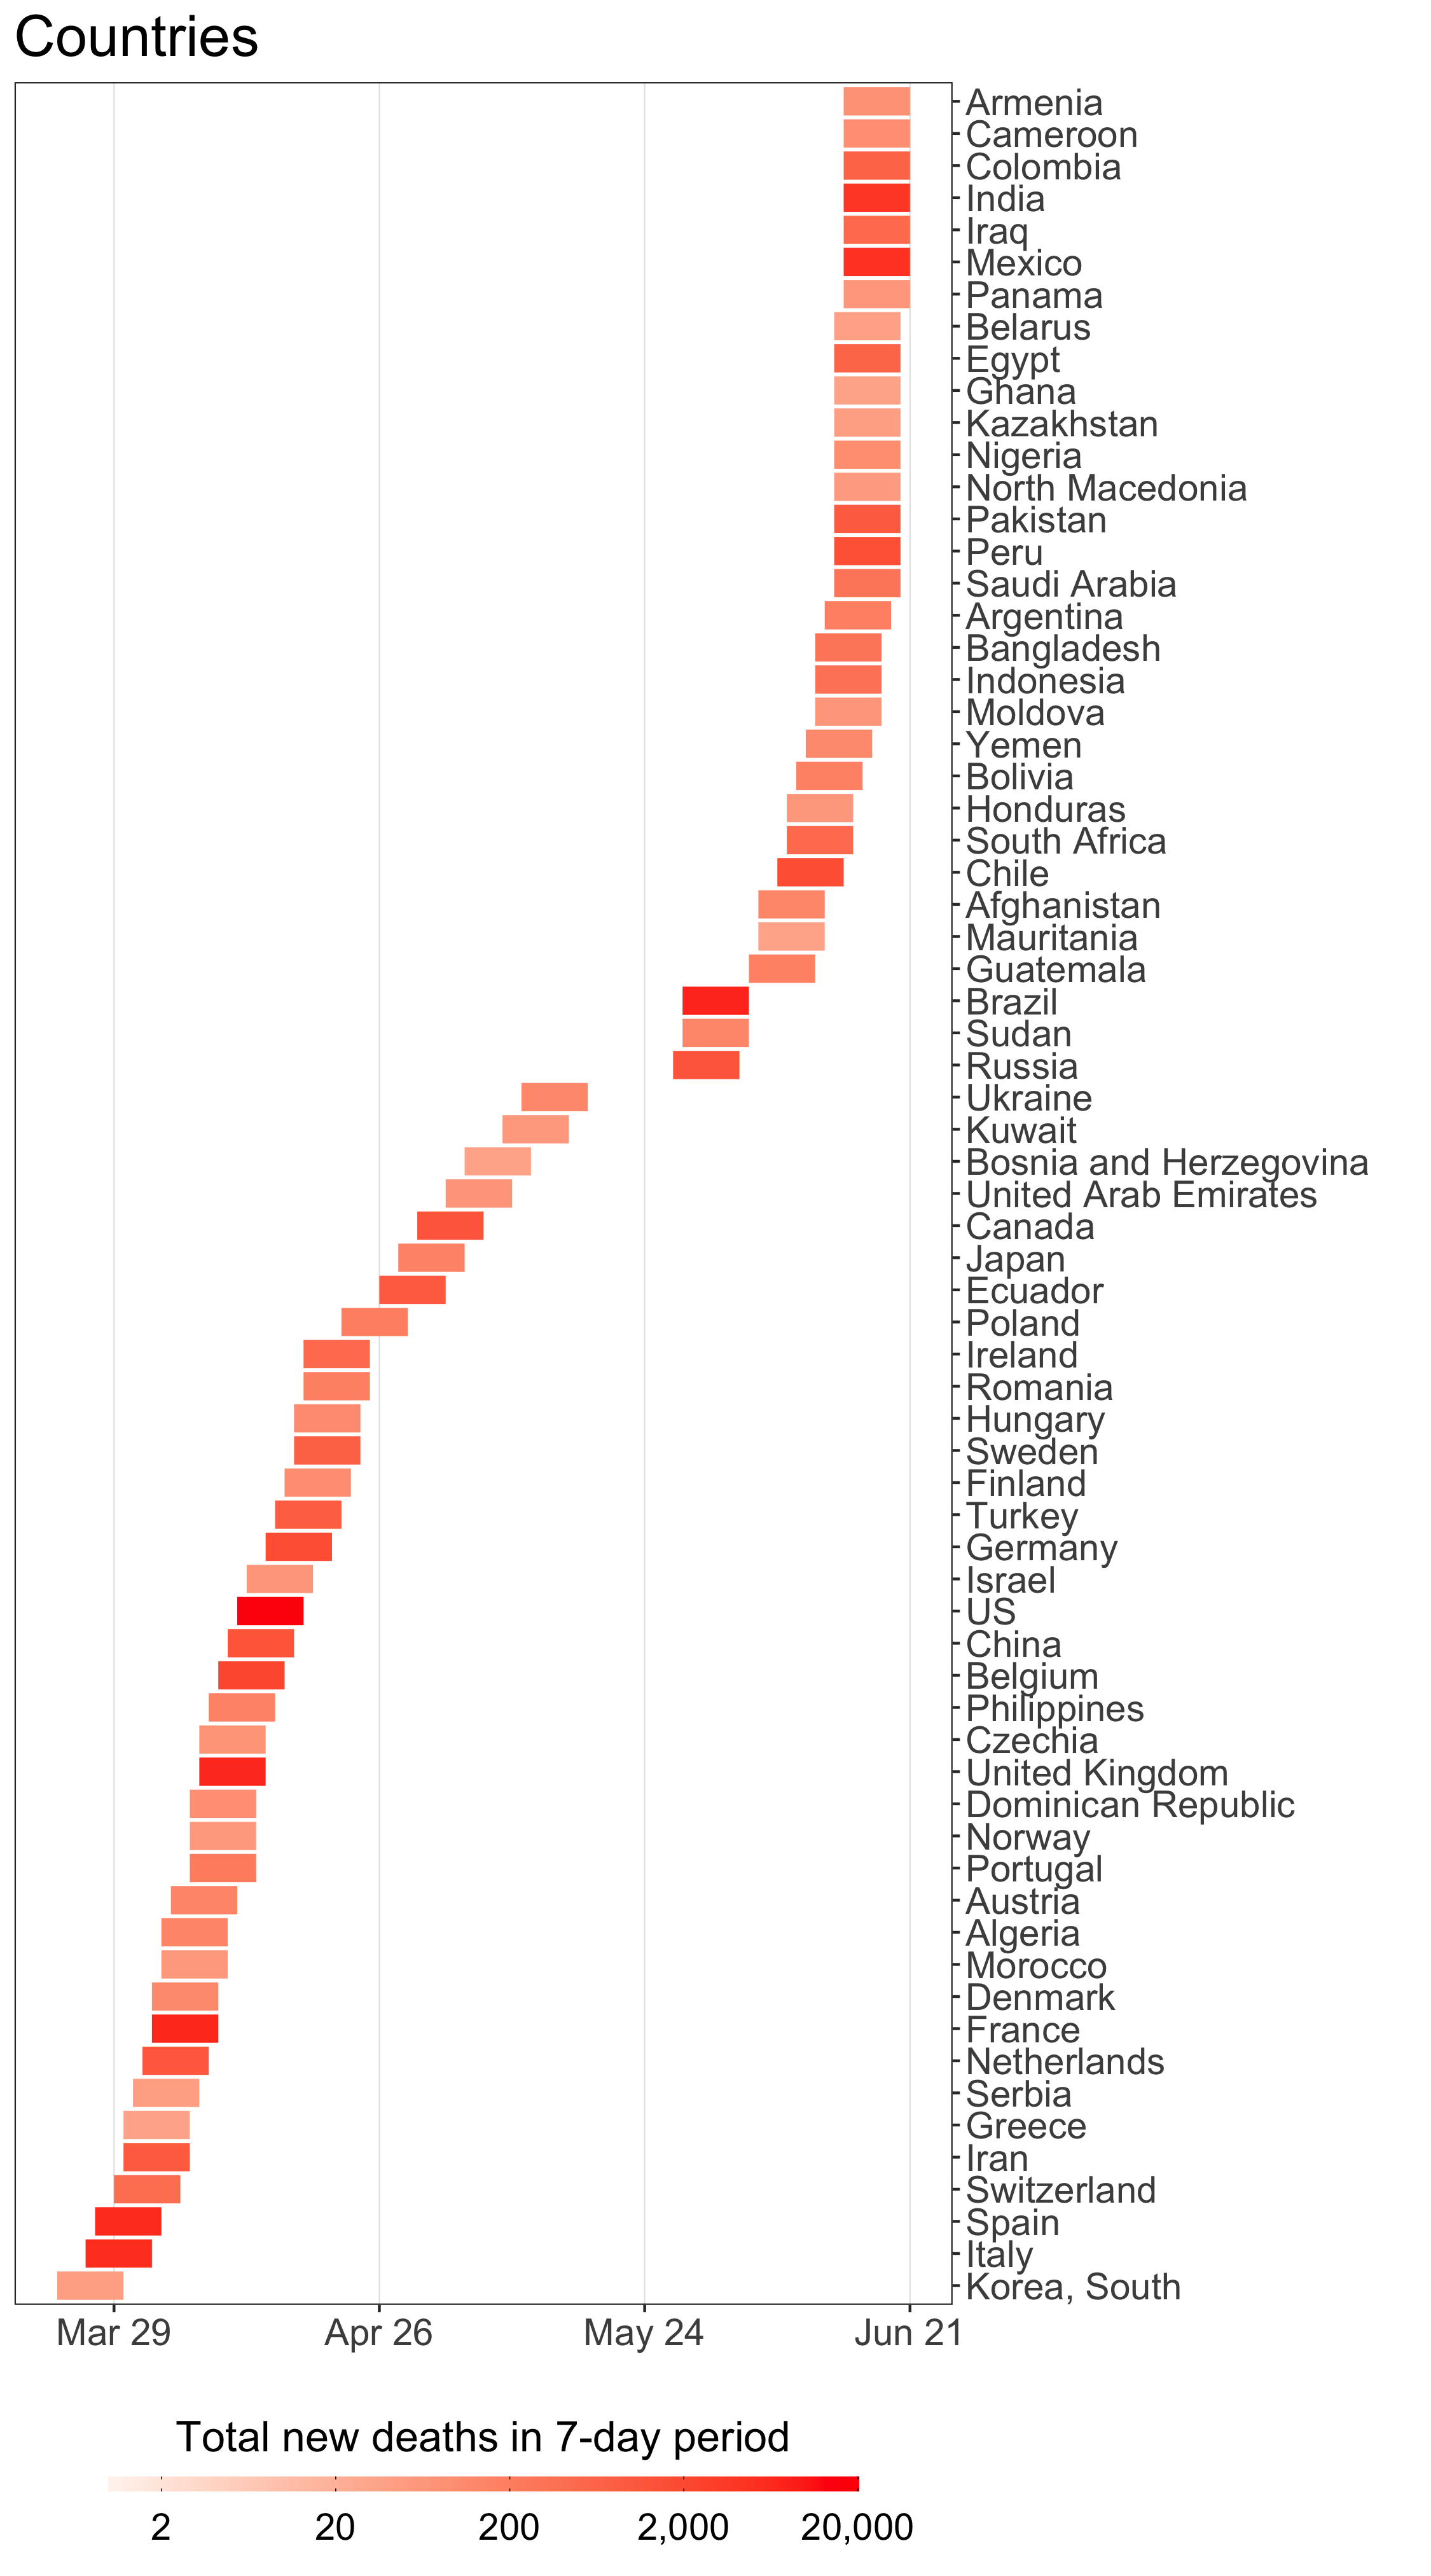 Countries
Armenia
Cameroon
Colombia
India
Iraq
Mexico
Panama
Belarus
Egypt
Ghana
Kazakhstan
Nigeria
North Macedonia
Pakistan
Peru
Saudi Arabia
Argentina
Bangladesh
Indonesia
Moldova
Yemen
Bolivia
Honduras
South Africa
Chile
Afghanistan
Mauritania
Guatemala
Brazil
Sudan
Russia
Ukraine
Kuwait
Bosnia and Herzegovina
United Arab Emirates
Canada
Japan
Ecuador
Poland
Ireland
Romania
Hungary
Sweden
Finland
Turkey
Germany
Israel
US
China
Belgium
Philippines
Czechia
United Kingdom
Dominican Republic
Norway
Portugal
Austria
Algeria
Morocco
Denmark
France
Netherlands
Serbia
Greece
Iran
Switzerland
Spain
Italy
Korea, South
Mar 29 Apr 26 May 24 Jun 21
Total new deaths in 7-day period
2 20 200 2,000 20,000